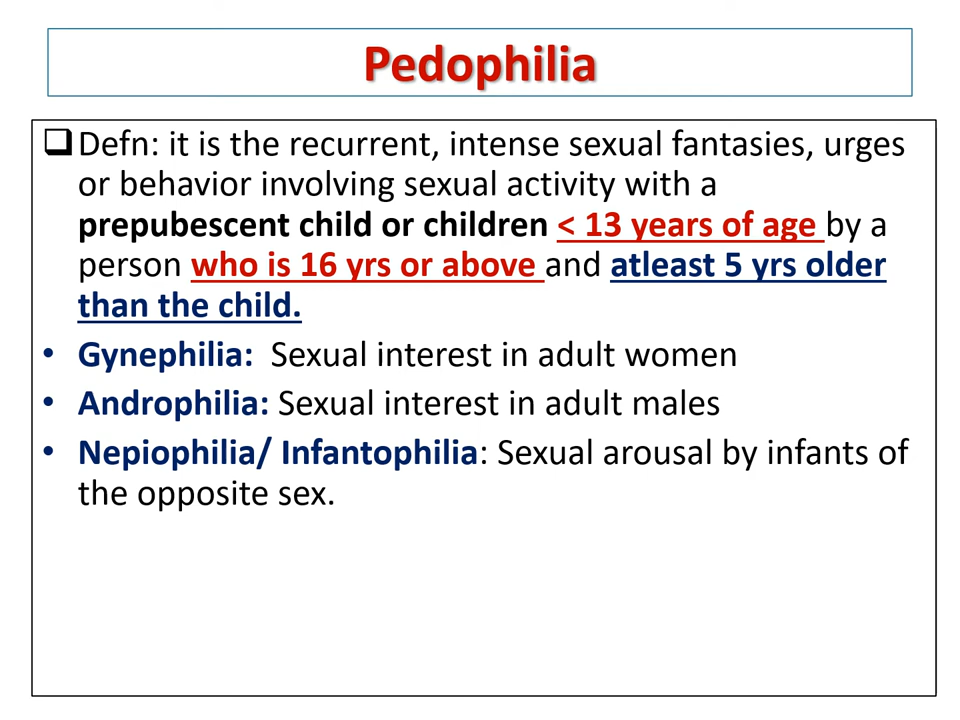 Pedophilia
❑ Defn: it is the recurrent, intense sexual fantasies, urges
or behavior involving sexual activity with a
prepubescent child or children < 13 years of age by a
person who is 16 yrs or above and atleast 5 yrs older
than the child.
• Gynephilia: Sexual interest in adult women
• Androphilia: Sexual interest in adult males
• Nepiophilia/ Infantophilia: Sexual arousal by infants of
the opposite sex.